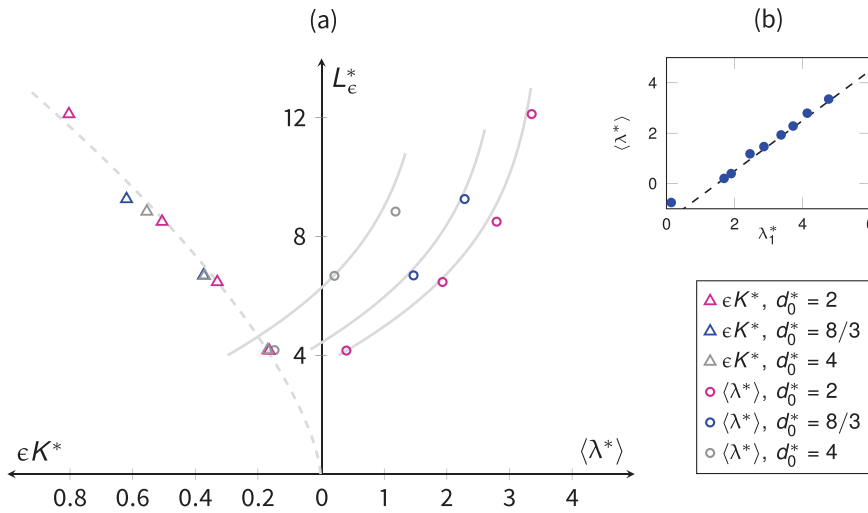 (a)
L*ϵ
12
8
4
ϵK*
⟨λ*⟩
0.8 0.6 0.4 0.2 0 1 2 3 4
(b)
⟨λ*⟩
4
2
0
0 2 4 6
λ*1
ϵK*, d*0 = 2
ϵK*, d*0 = 8/3
ϵK*, d*0 = 4
⟨λ*⟩, d*0 = 2
⟨λ*⟩, d*0 = 8/3
⟨λ*⟩, d*0 = 4